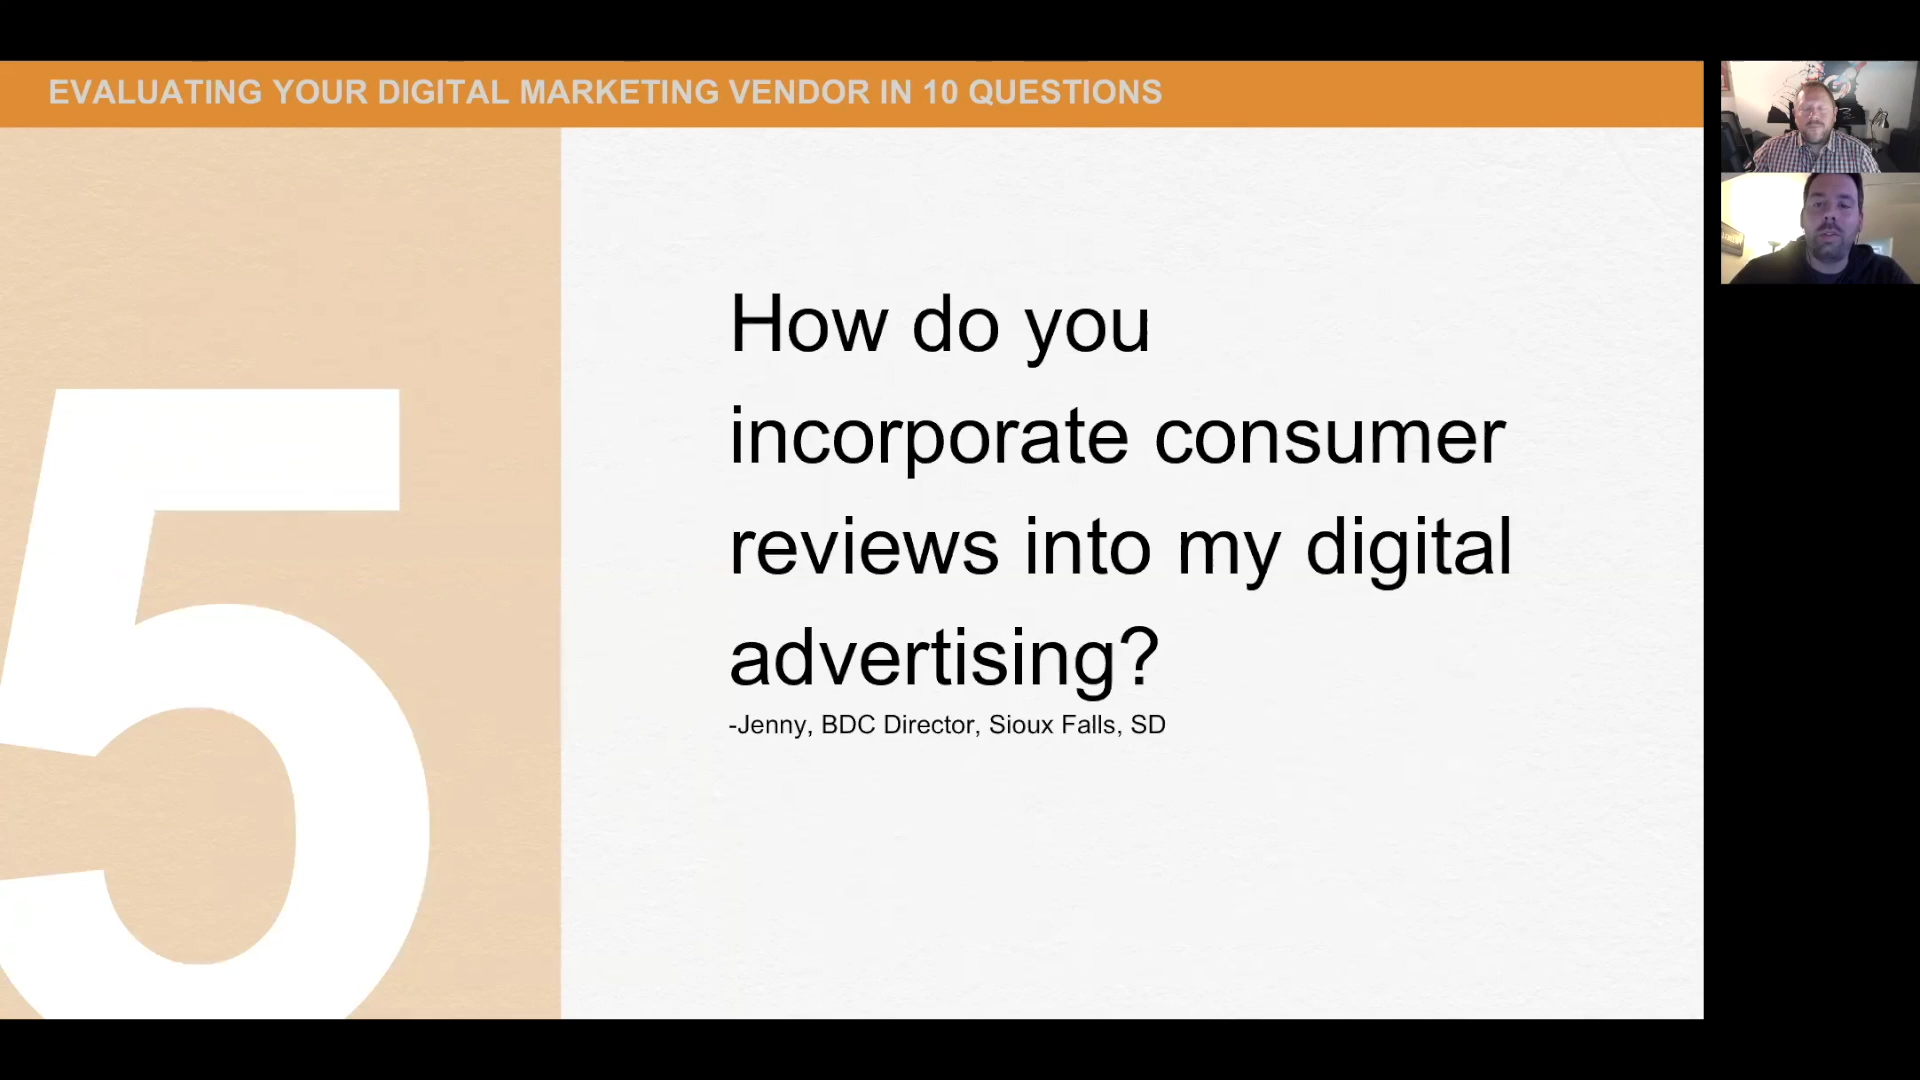 EVALUATING YOUR DIGITAL MARKETING VENDOR IN 10 QUESTIONS
5
How do you
incorporate consumer
reviews into my digital
advertising?
-Jenny, BDC Director, Sioux Falls, SD